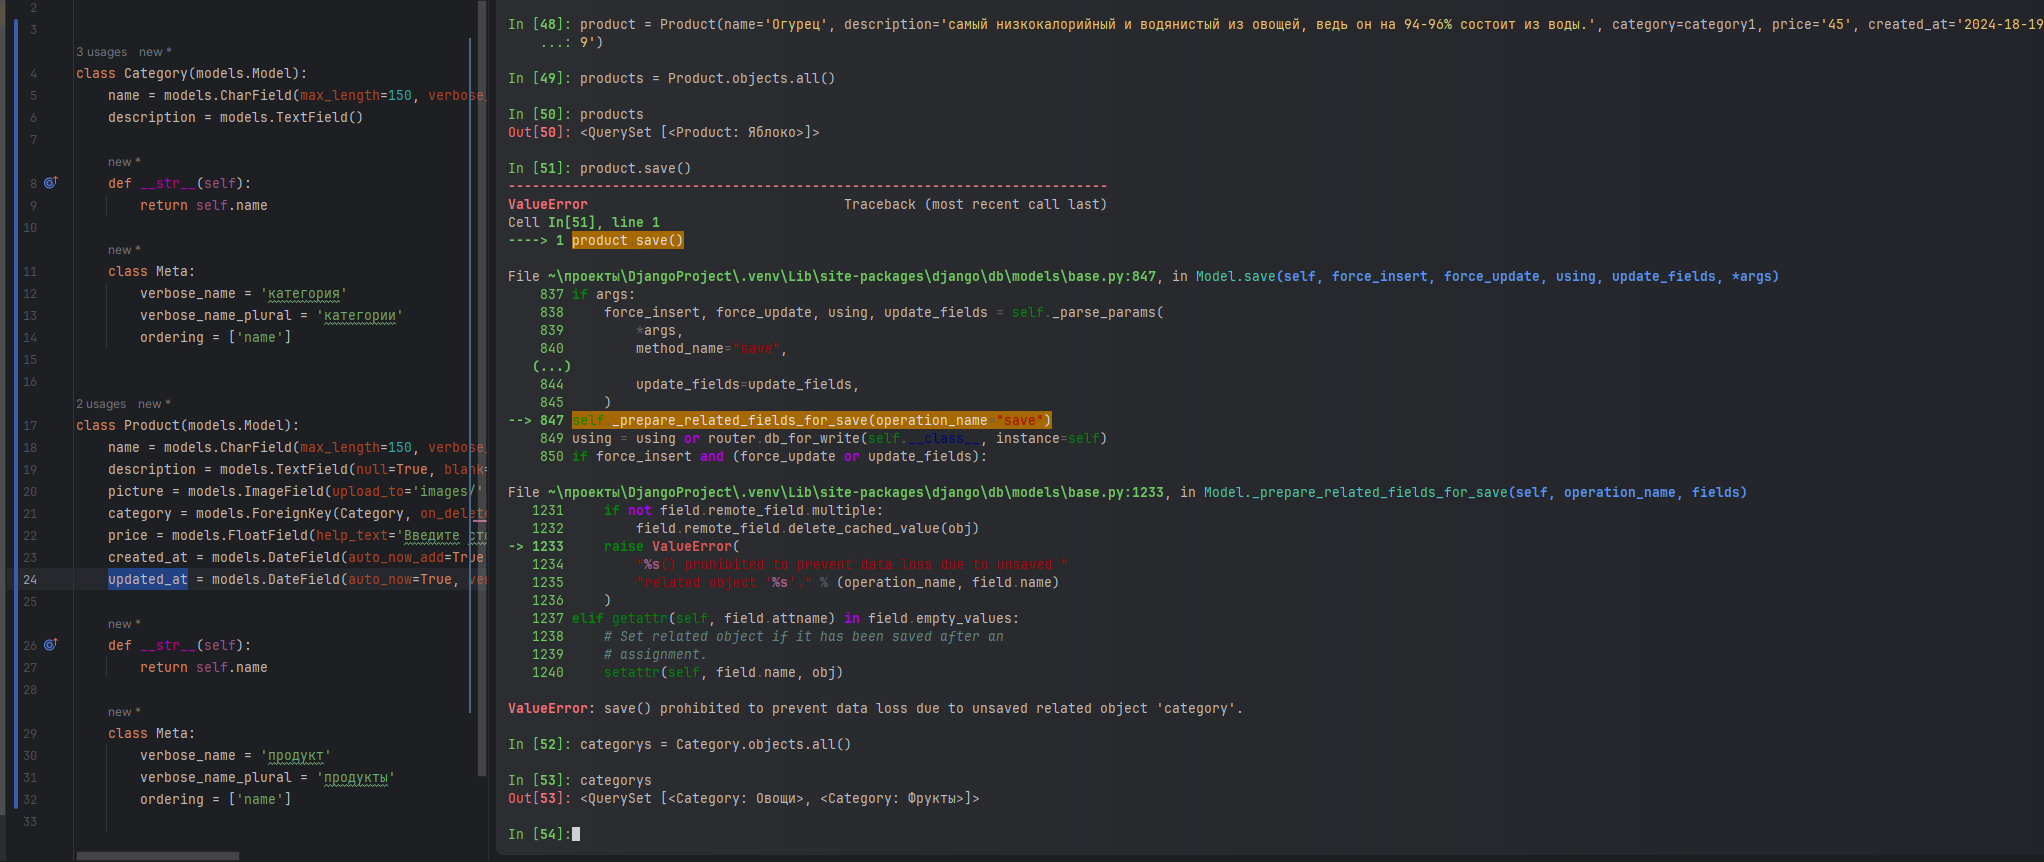 2
3
3 usages   new *
4 class Category(models.Model):
5     name = models.CharField(max_length=150, verbose_
6     description = models.TextField()
7
new *
8     def __str__(self):
9         return self.name
10
new *
11     class Meta:
12         verbose_name = 'категория'
13         verbose_name_plural = 'категории'
14         ordering = ['name']
15
16
2 usages   new *
17 class Product(models.Model):
18     name = models.CharField(max_length=150, verbose_
19     description = models.TextField(null=True, blank=
20     picture = models.ImageField(upload_to='images/'
21     category = models.ForeignKey(Category, on_delete
22     price = models.FloatField(help_text='Введите сто
23     created_at = models.DateField(auto_now_add=True
24     updated_at = models.DateField(auto_now=True, ver
25
new *
26     def __str__(self):
27         return self.name
28
new *
29     class Meta:
30         verbose_name = 'продукт'
31         verbose_name_plural = 'продукты'
32         ordering = ['name']
33
In [48]: product = Product(name='Огурец', description='самый низкокалорийный и водянистый из овощей, ведь он на 94-96% состоит из воды.', category=category1, price='45', created_at='2024-18-19
    ...: 9')
In [49]: products = Product.objects.all()
In [50]: products
Out[50]: <QuerySet [<Product: Яблоко>]>
In [51]: product.save()
---------------------------------------------------------------------------
ValueError                                Traceback (most recent call last)
Cell In[51], line 1
----> 1 product.save()
File ~\проекты\DjangoProject\.venv\Lib\site-packages\django\db\models\base.py:847, in Model.save(self, force_insert, force_update, using, update_fields, *args)
    837 if args:
    838     force_insert, force_update, using, update_fields = self._parse_params(
    839         *args,
    840         method_name="save",
   (...)
    844         update_fields=update_fields,
    845     )
--> 847 self._prepare_related_fields_for_save(operation_name="save")
    849 using = using or router.db_for_write(self.__class__, instance=self)
    850 if force_insert and (force_update or update_fields):
File ~\проекты\DjangoProject\.venv\Lib\site-packages\django\db\models\base.py:1233, in Model._prepare_related_fields_for_save(self, operation_name, fields)
   1231     if not field.remote_field.multiple:
   1232         field.remote_field.delete_cached_value(obj)
-> 1233     raise ValueError(
   1234         "%s() prohibited to prevent data loss due to unsaved "
   1235         "related object '%s'." % (operation_name, field.name)
   1236     )
   1237 elif getattr(self, field.attname) in field.empty_values:
   1238     # Set related object if it has been saved after an
   1239     # assignment.
   1240     setattr(self, field.name, obj)
ValueError: save() prohibited to prevent data loss due to unsaved related object 'category'.
In [52]: categorys = Category.objects.all()
In [53]: categorys
Out[53]: <QuerySet [<Category: Овощи>, <Category: Фрукты>]>
In [54]: